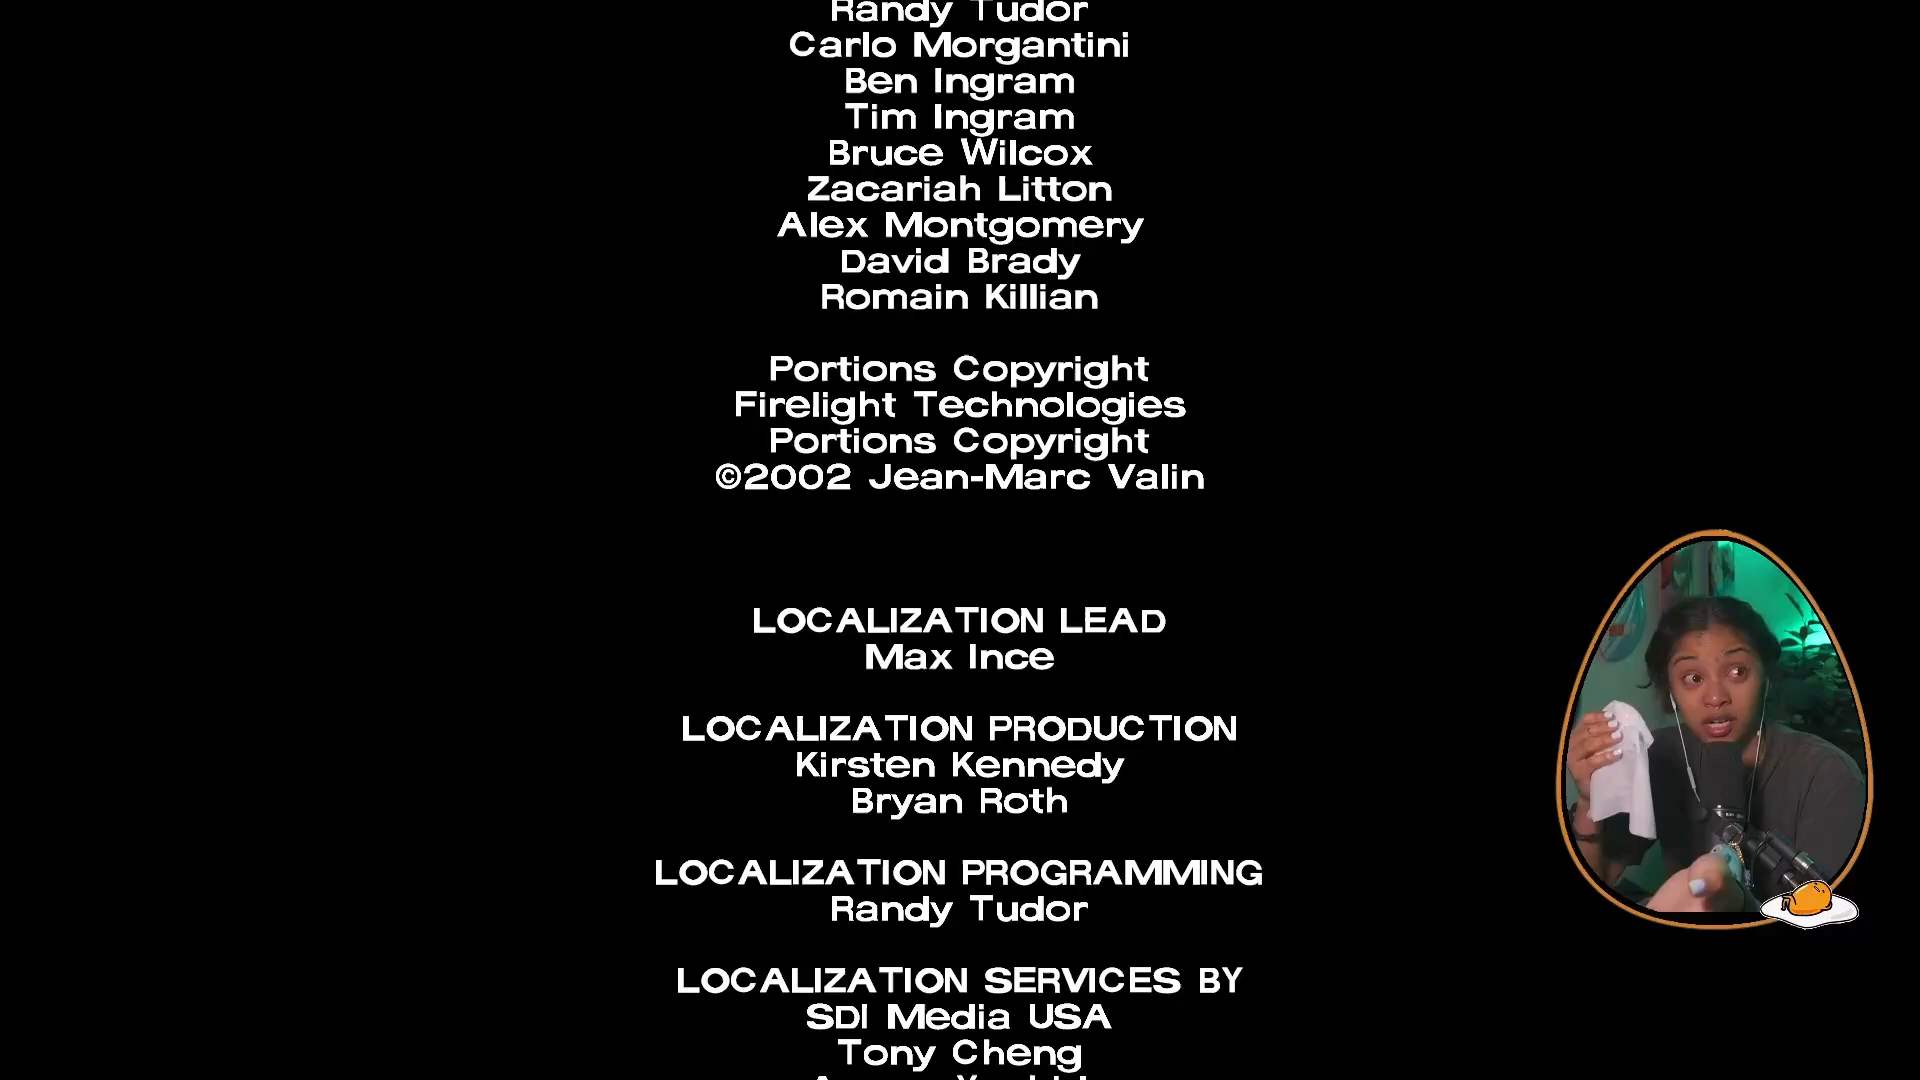 Randy Tudor
Carlo Morgantini
Ben Ingram
Tim Ingram
Bruce Wilcox
Zacariah Litton
Alex Montgomery
David Brady
Romain Killian
Portions Copyright
Firelight Technologies
Portions Copyright
©2002 Jean-Marc Valin
LOCALIZATION LEAD
Max Ince
LOCALIZATION PRODUCTION
Kirsten Kennedy
Bryan Roth
LOCALIZATION PROGRAMMING
Randy Tudor
LOCALIZATION SERVICES BY
SDI Media USA
Tony Cheng